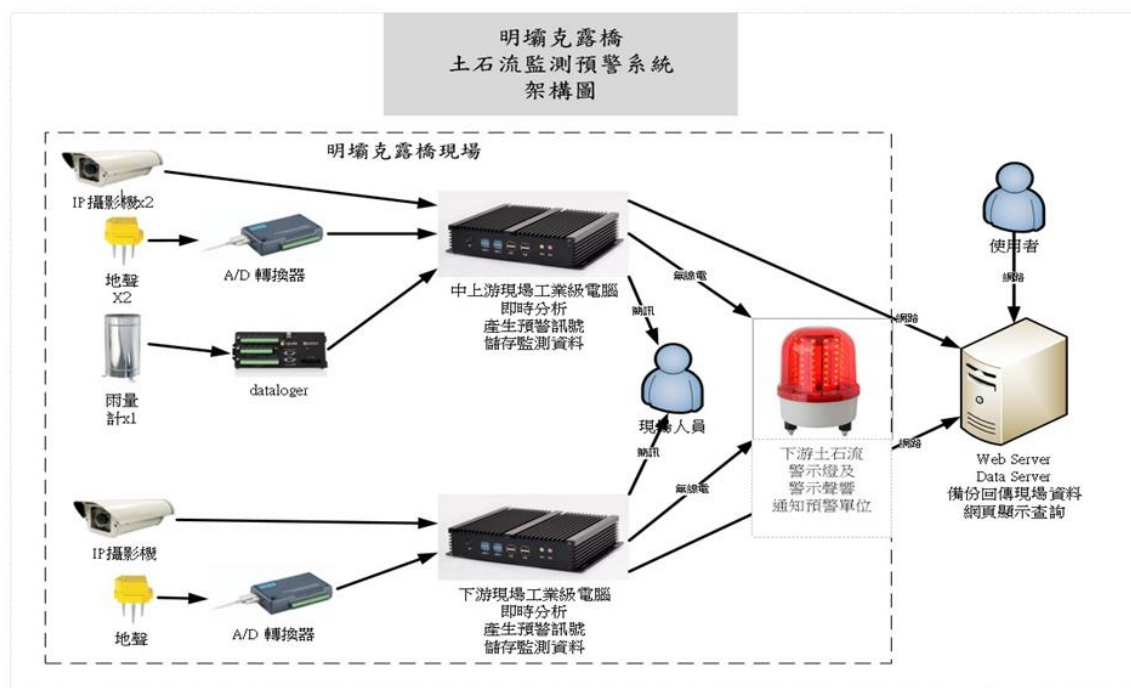 明壩克露橋
土石流監測預警系統
架構圖
明壩克露橋現場
IP攝影機x2
地聲
X2
A/D 轉換器
雨量
計x1
dataloger
中上游現場工業級電腦
即時分析
產生預警訊號
儲存監測資料
無線電
簡訊
網路
現場人員
使用者
網路
下游土石流
警示燈及
警示聲響
通知預警單位
Web Server
Data Server
備份回傳現場資料
網頁顯示查詢
簡訊
無線電
網路
IP攝影機
地聲
A/D 轉換器
下游現場工業級電腦
即時分析
產生預警訊號
儲存監測資料